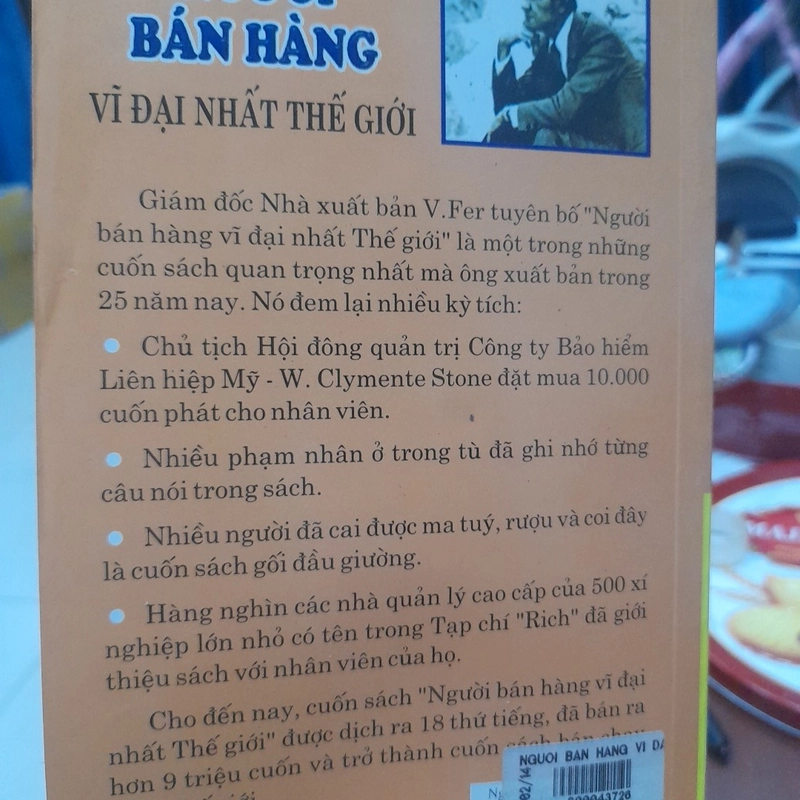 BÁN HÀNG
VĨ ĐẠI NHẤT THẾ GIỚI
Giám đốc Nhà xuất bản V.Fer tuyên bố "Người
bán hàng vĩ đại nhất Thế giới" là một trong những
cuốn sách quan trọng nhất mà ông xuất bản trong
25 năm nay. Nó đem lại nhiều kỳ tích:
Chủ tịch Hội đông quản trị Công ty Bảo hiểm
Liên hiệp Mỹ - W. Clymente Stone đặt mua 10.000
cuốn phát cho nhân viên.
Nhiều phạm nhân ở trong tù đã ghi nhớ từng
câu nói trong sách.
Nhiều người đã cai được ma tuý, rượu và coi đây
là cuốn sách gối đầu giường.
Hàng nghìn các nhà quản lý cao cấp của 500 xí
nghiệp lớn nhỏ có tên trong Tạp chí "Rich" đã giới
thiệu sách với nhân viên của họ.
Cho đến nay, cuốn sách "Người bán hàng vĩ đại
nhất Thế giới" được dịch ra 18 thứ tiếng, đã bán ra
hơn 9 triệu cuốn và trở thành cuốn sách bán chạy
NGUOI BAN HANG VI DA
02/14